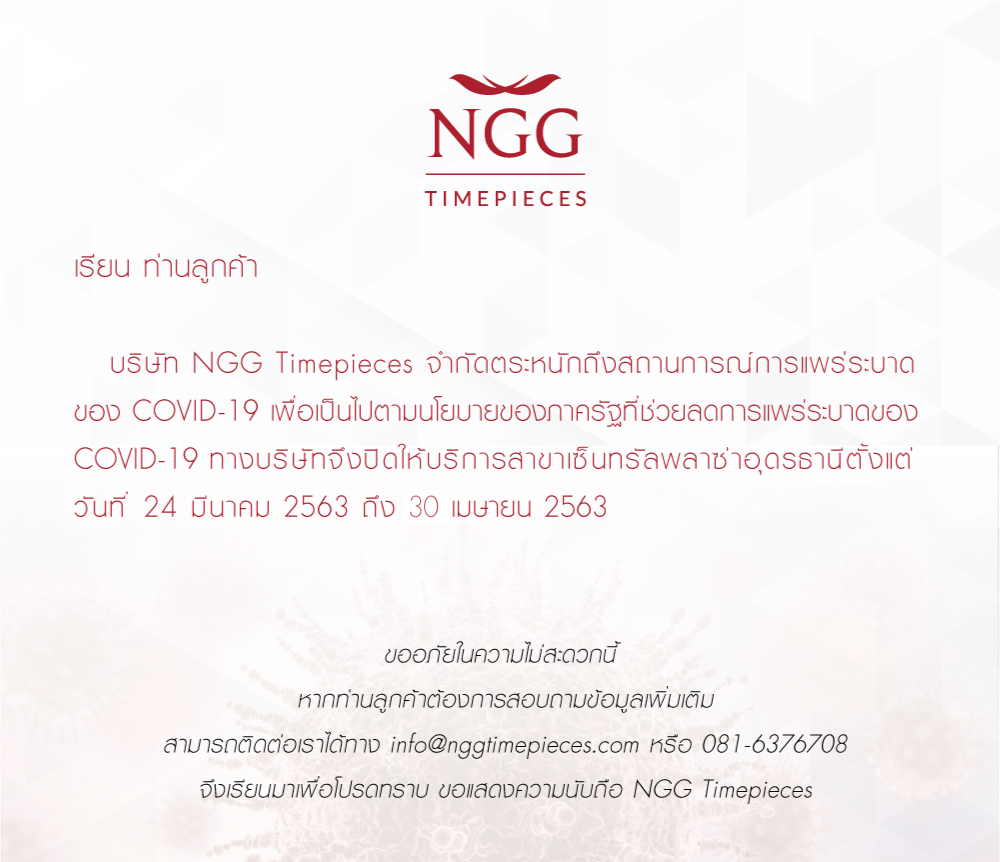 NGG
TIMEPIECES
เรียน ท่านลูกค้า
บริษัท NGG Timepieces จำกัดตระหนักถึงสถานการณ์การแพร่ระบาด
ของ COVID-19 เพื่อเป็นไปตามนโยบายของภาครัฐที่ช่วยลดการแพร่ระบาดของ
COVID-19 ทางบริษัทจึงปิดให้บริการสาขาเซ็นทรัลพลาซ่าอุดรธานีตั้งแต่
วันที่ 24 มีนาคม 2563 ถึง 30 เมษายน 2563
ขออภัยในความไม่สะดวกนี้
หากท่านลูกค้าต้องการสอบถามข้อมูลเพิ่มเติม
สามารถติดต่อเราได้ทาง info@nggtimepieces.com หรือ 081-6376708
จึงเรียนมาเพื่อโปรดทราบ ขอแสดงความนับถือ NGG Timepieces